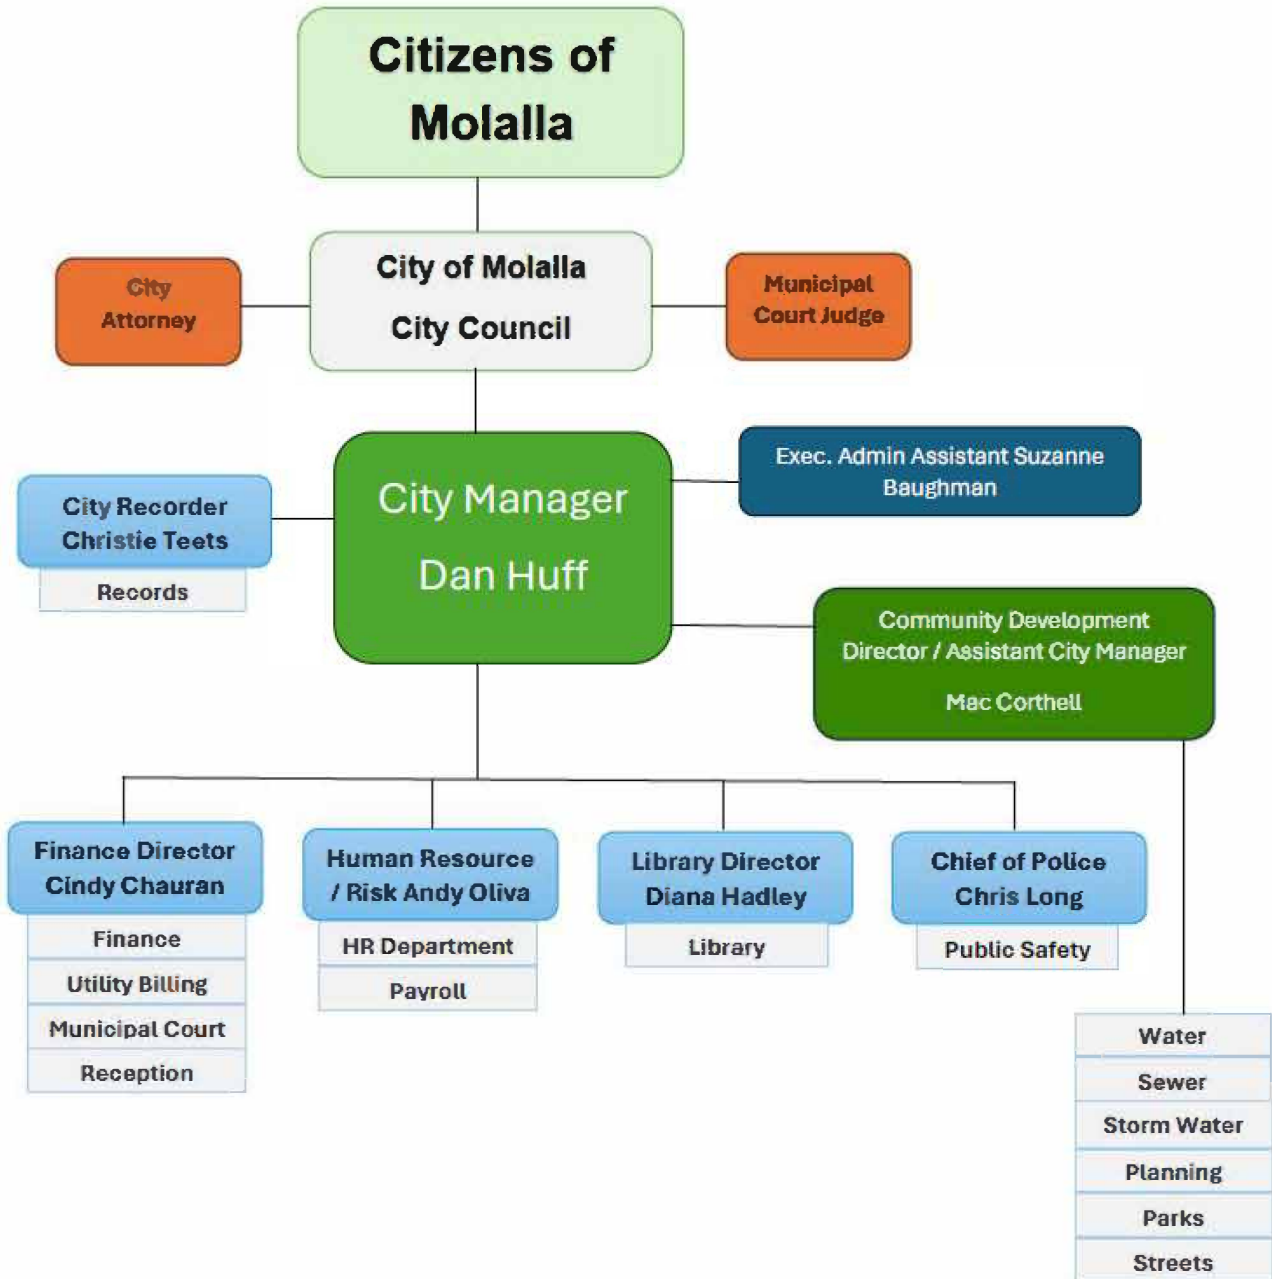 Citizens of
Molalla
City of Molalla
City Council
City
Attorney
Municipal
Court Judge
City Manager
Dan Huff
Exec. Admin Assistant Suzanne
Baughman
City Recorder
Christie Teets
Records
Community Development
Director / Assistant City Manager
Mac Corthell
Finance Director
Cindy Chauran
Finance
Utility Billing
Municipal Court
Reception
Human Resource
/ Risk Andy Oliva
HR Department
Payroll
Library Director
Diana Hadley
Library
Chief of Police
Chris Long
Public Safety
Water
Sewer
Storm Water
Planning
Parks
Streets